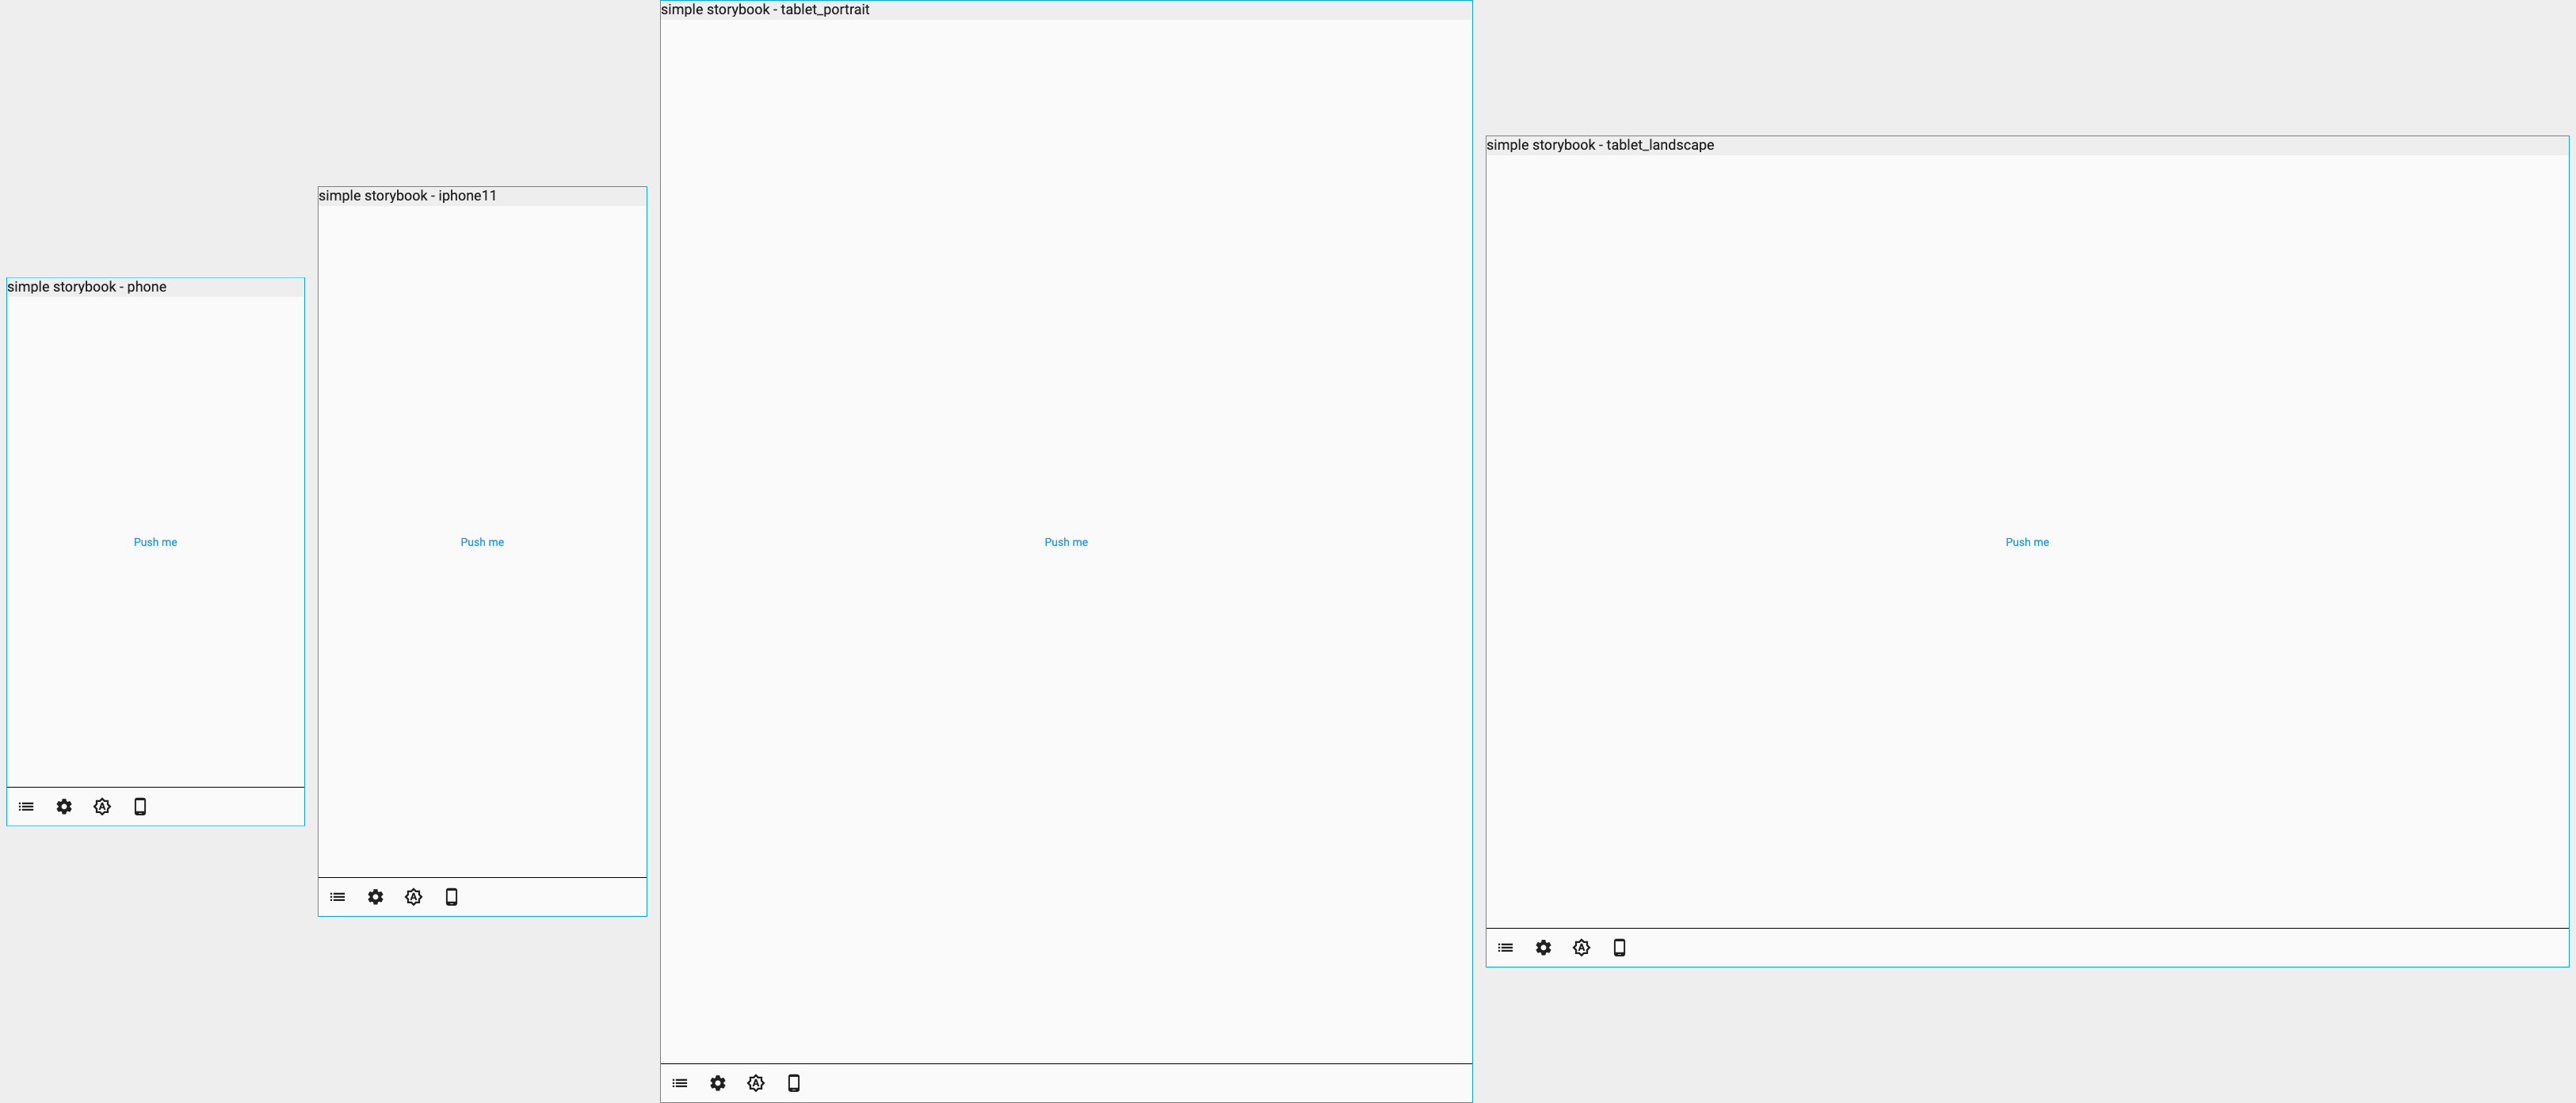 simple storybook - phone
Push me
simple storybook - iphone11
Push me
simple storybook - tablet_portrait
Push me
simple storybook - tablet_landscape
Push me